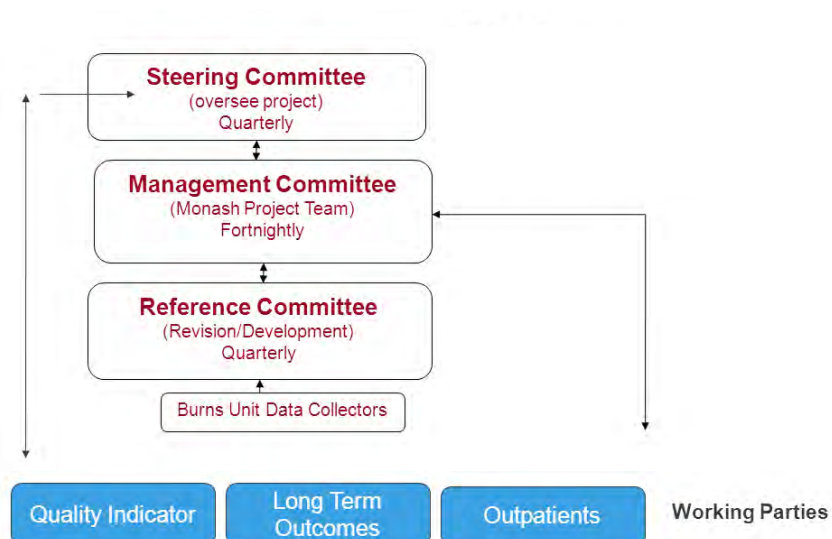 Steering Committee
(oversee project)
Quarterly
Management Committee
(Monash Project Team)
Fortnightly
Reference Committee
(Revision/Development)
Quarterly
Burns Unit Data Collectors
Quality Indicator
Long Term
Outcomes
Outpatients
Working Parties